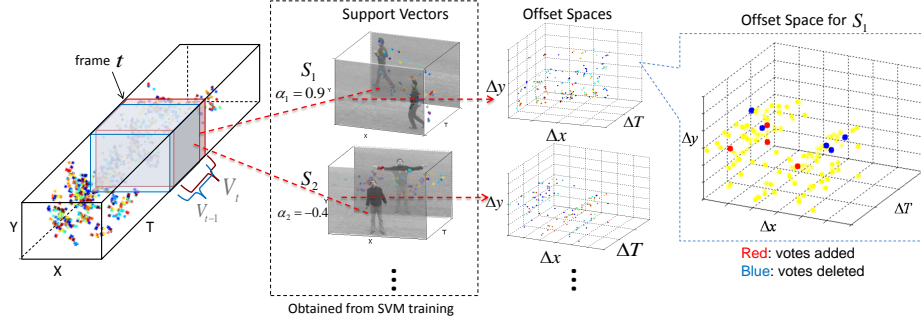 Support Vectors
Offset Spaces
Offset Space for S₁
frame t
S₁
α₁ = 0.9
Y
X
T
Δy
Δx
ΔT
Δy
Δx
ΔT
S₂
α₂ = −0.4
X
T
Δy
Δx
ΔT
Y
X
T
Vₜ
Vₜ₋₁
Red: votes added
Blue: votes deleted
Obtained from SVM training